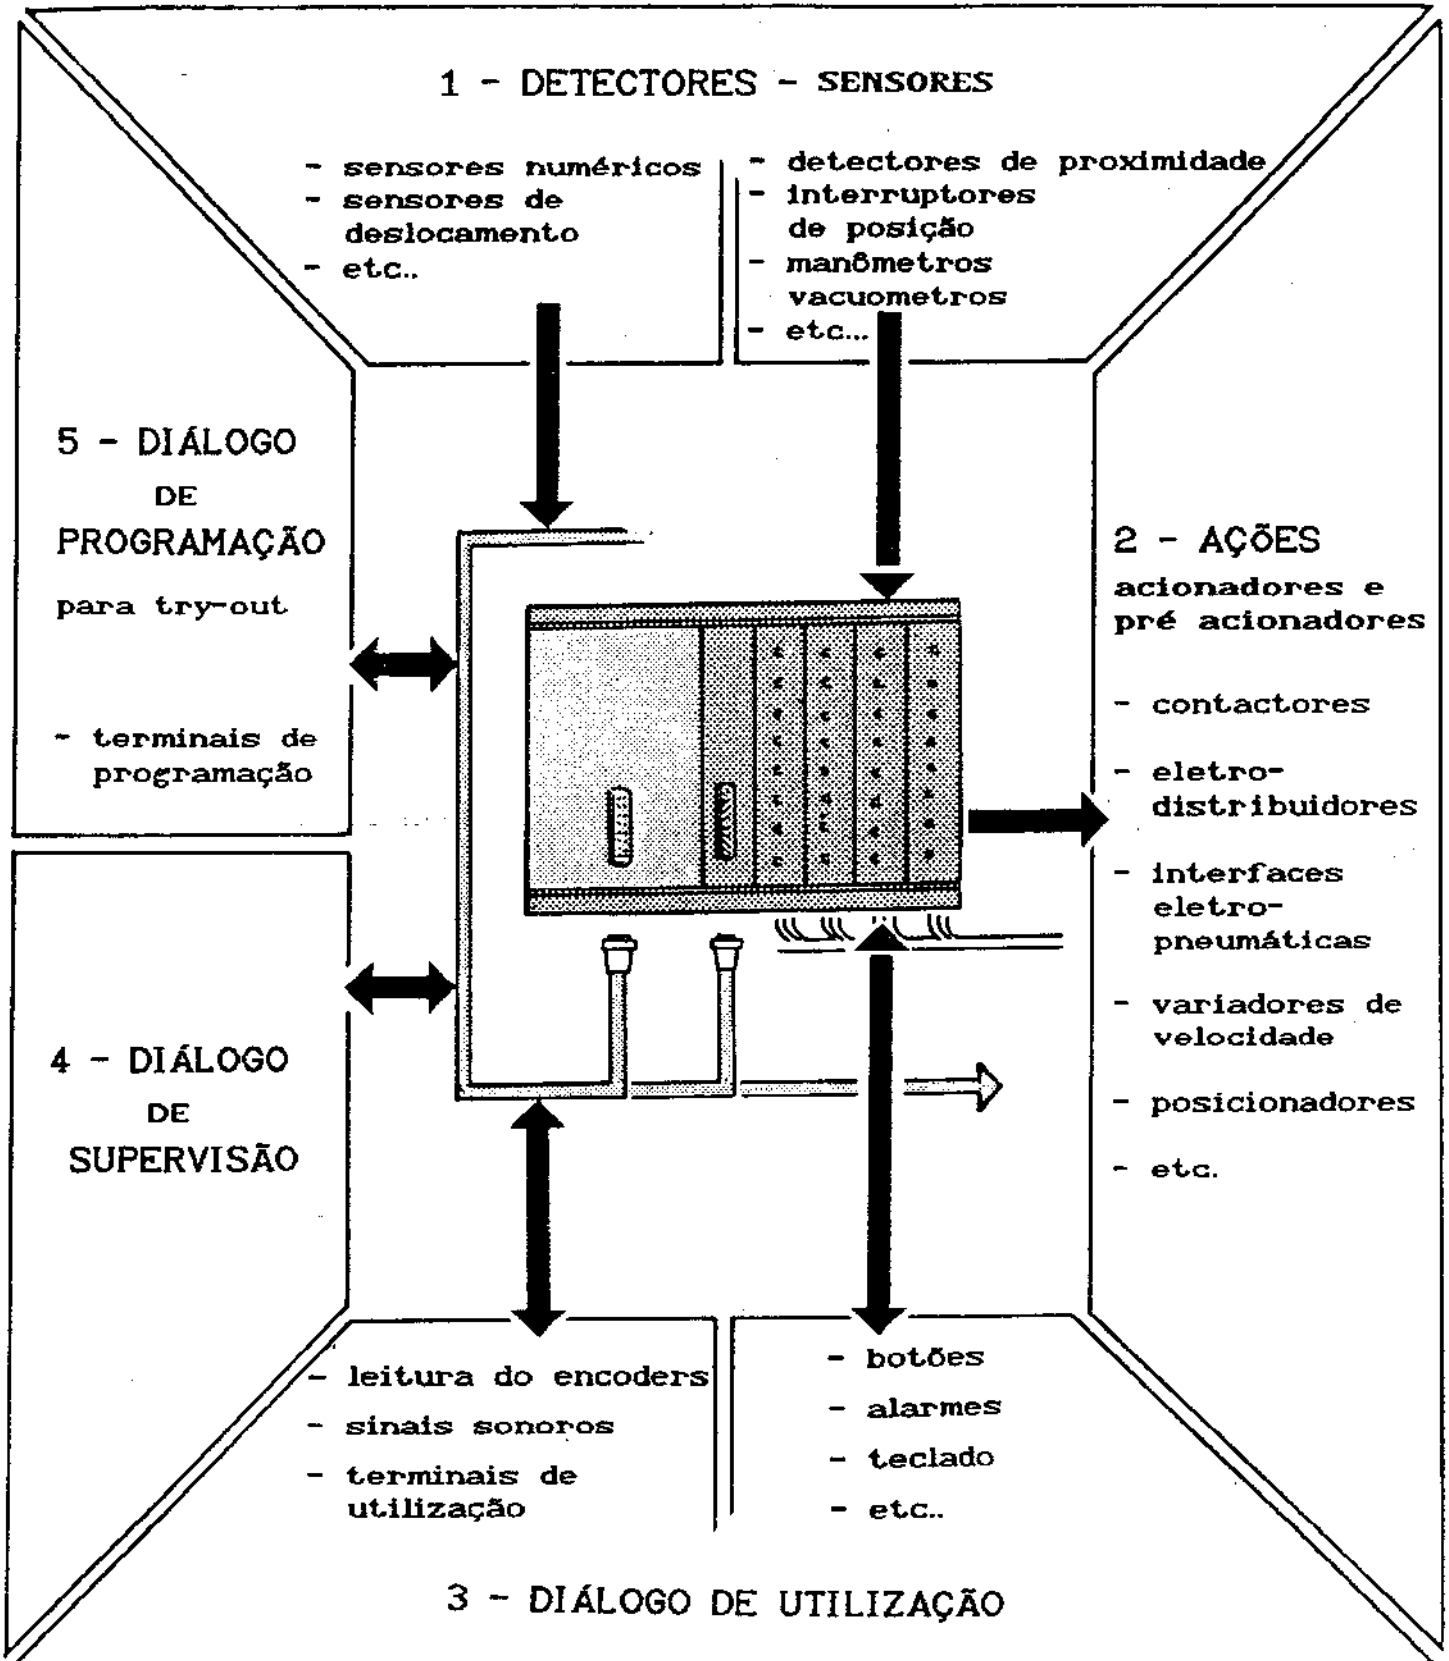 1 - DETECTORES - SENSORES
- sensores numéricos
- sensores de
deslocamento
- etc..
- detectores de proximidade
- interruptores
de posição
- manômetros
vacuometros
- etc...
5 - DIÁLOGO
DE
PROGRAMAÇÃO
para try-out
- terminais de
programação
2 - AÇÕES
acionadores e
pré acionadores
- contactores
- eletro-
distribuidores
- interfaces
eletro-
pneumáticas
- variadores de
velocidade
- posicionadores
- etc.
4 - DIÁLOGO
DE
SUPERVISÃO
- leitura do encoders
- sinais sonoros
- terminais de
utilização
- botões
- alarmes
- teclado
- etc..
3 - DIÁLOGO DE UTILIZAÇÃO